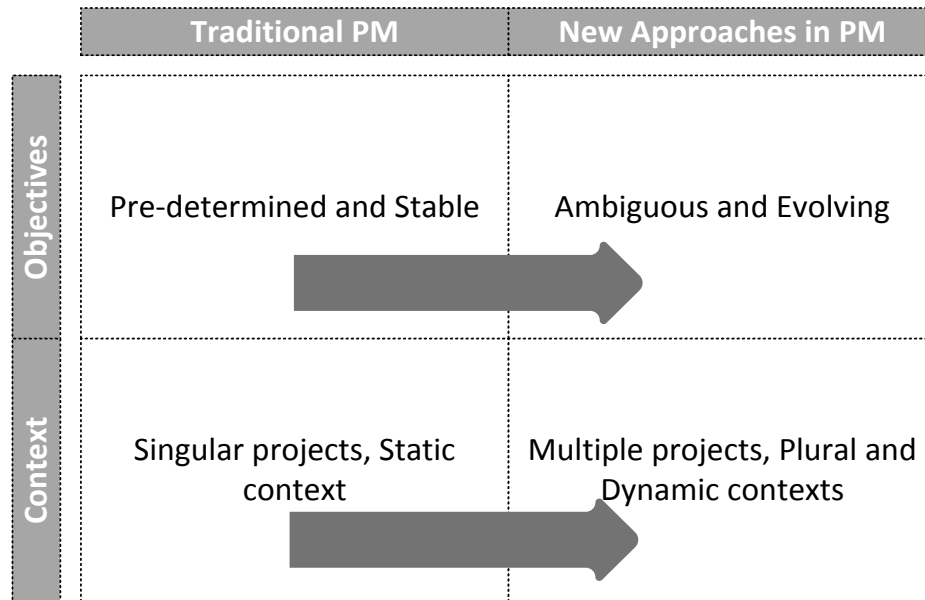 Traditional PM
New Approaches in PM
Objectives
Pre-determined and Stable
Ambiguous and Evolving
Context
Singular projects, Static
context
Multiple projects, Plural and
Dynamic contexts